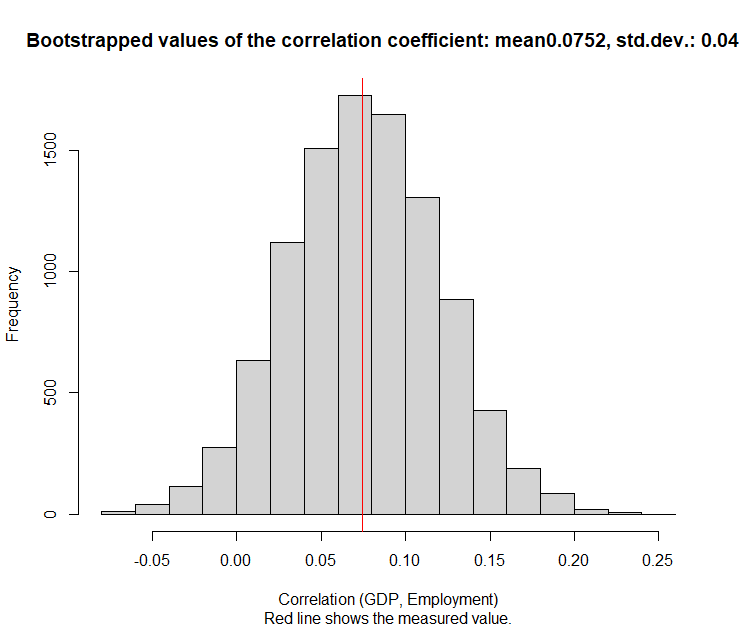 Bootstrapped values of the correlation coefficient: mean0.0752, std.dev.: 0.04
Frequency
1500
1000
500
0
-0.05 0.00 0.05 0.10 0.15 0.20 0.25
Correlation (GDP, Employment)
Red line shows the measured value.